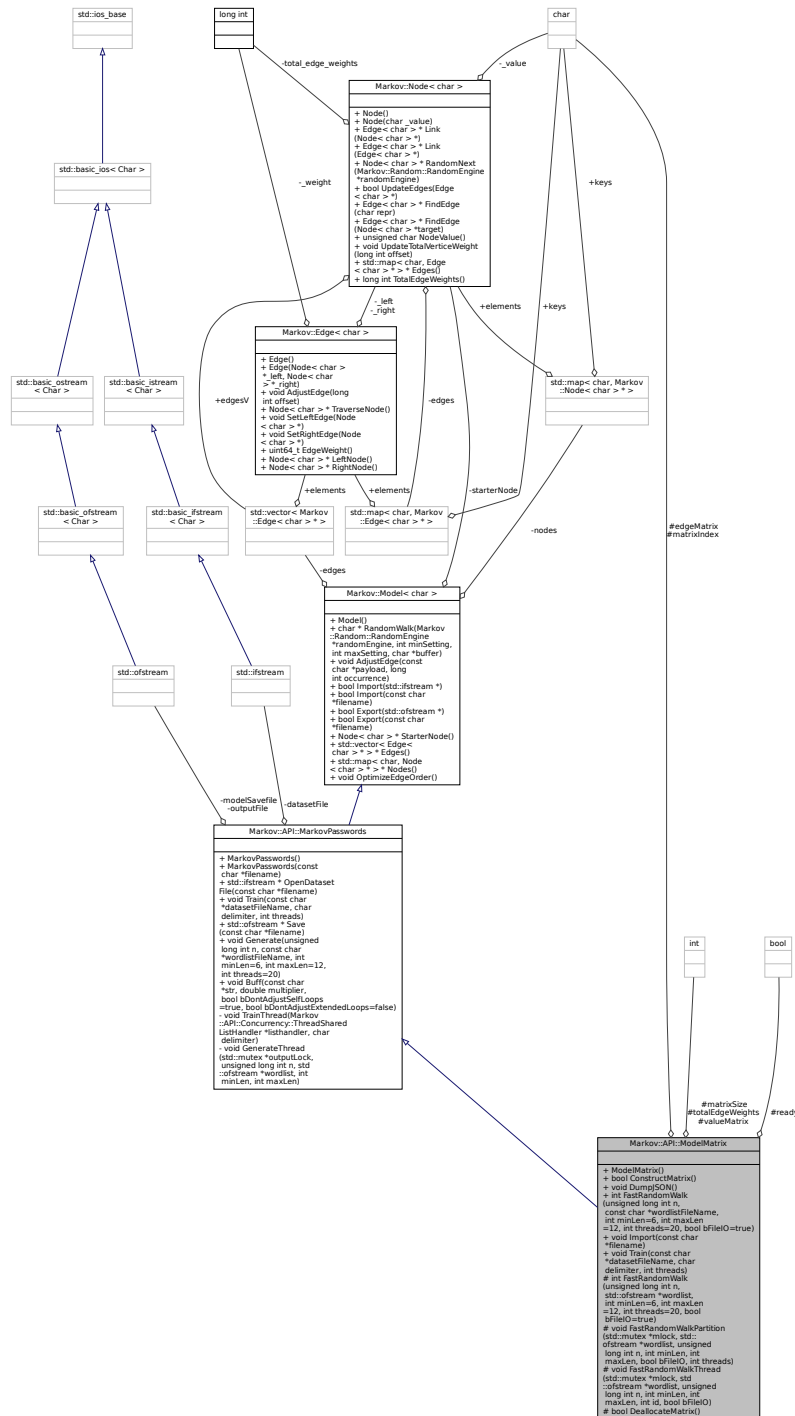 std::ios_base
long int
char
-total_edge_weights
-_value
Markov::Node< char >
+ Node()
+ Node(char _value)
+ Edge< char > * Link
(Node< char > *)
+ Edge< char > * Link
(Edge< char > *)
+ Node< char > * RandomNext
(Markov::Random::RandomEngine
*randomEngine)
+ bool UpdateEdges(Edge
< char > *)
+ Edge< char > * FindEdge
(char repr)
+ Edge< char > * FindEdge
(Node< char > *target)
+ unsigned char NodeValue()
+ void UpdateTotalVerticeWeight
(long int offset)
+ std::map< char, Edge
< char > * > * Edges()
+ long int TotalEdgeWeights()
std::basic_ios< Char >
-_weight
+keys
-_left
-_right
+elements
+keys
Markov::Edge< char >
+ Edge()
+ Edge(Node< char >
*_left, Node< char
> *_right)
+ void AdjustEdge(long
int offset)
+ Node< char > * TraverseNode()
+ void SetLeftEdge(Node
< char > *)
+ void SetRightEdge(Node
< char > *)
+ uint64_t EdgeWeight()
+ Node< char > * LeftNode()
+ Node< char > * RightNode()
std::basic_ostream
< Char >
std::basic_istream
< Char >
std::map< char, Markov
::Node< char > * >
+edgesV
-edges
+elements
+elements
-starterNode
std::basic_ofstream
< Char >
std::basic_ifstream
< Char >
std::vector< Markov
::Edge< char > * >
std::map< char, Markov
::Edge< char > * >
-nodes
#edgeMatrix
#matrixIndex
-edges
Markov::Model< char >
+ Model()
+ char * RandomWalk(Markov
::Random::RandomEngine
*randomEngine, int minSetting,
int maxSetting, char *buffer)
+ void AdjustEdge(const
char *payload, long
int occurrence)
+ bool Import(std::ifstream *)
+ bool Import(const char
*filename)
+ bool Export(std::ofstream *)
+ bool Export(const char
*filename)
+ Node< char > * StarterNode()
+ std::vector< Edge<
char > * > * Edges()
+ std::map< char, Node
< char > * > * Nodes()
+ void OptimizeEdgeOrder()
std::ofstream
std::ifstream
-modelSavefile
-outputFile
-datasetFile
Markov::API::MarkovPasswords
+ MarkovPasswords()
+ MarkovPasswords(const
char *filename)
+ std::ifstream * OpenDataset
File(const char *filename)
+ void Train(const char
*datasetFileName, char
delimiter, int threads)
+ std::ofstream * Save
(const char *filename)
+ void Generate(unsigned
long int n, const char
*wordlistFileName, int
minLen=6, int maxLen=12,
int threads=20)
+ void Buff(const char
*str, double multiplier,
bool bDontAdjustSelfLoops
=true, bool bDontAdjustExtendedLoops=false)
- void TrainThread(Markov
::API::Concurrency::ThreadShared
ListHandler *listhandler, char
delimiter)
- void GenerateThread
(std::mutex *outputLock,
unsigned long int n, std
::ofstream *wordlist, int
minLen, int maxLen)
int
bool
#matrixSize
#totalEdgeWeights
#valueMatrix
#ready
Markov::API::ModelMatrix
+ ModelMatrix()
+ bool ConstructMatrix()
+ void DumpJSON()
+ int FastRandomWalk
(unsigned long int n,
const char *wordlistFileName,
int minLen=6, int maxLen
=12, int threads=20, bool bFileIO=true)
+ void Import(const char
*filename)
+ void Train(const char
*datasetFileName, char
delimiter, int threads)
# int FastRandomWalk
(unsigned long int n,
std::ofstream *wordlist,
int minLen=6, int maxLen
=12, int threads=20, bool
bFileIO=true)
# void FastRandomWalkPartition
(std::mutex *mlock, std::
ofstream *wordlist, unsigned
long int n, int minLen, int
maxLen, bool bFileIO, int threads)
# void FastRandomWalkThread
(std::mutex *mlock, std
::ofstream *wordlist, unsigned
long int n, int minLen, int
maxLen, int id, bool bFileIO)
# bool DeallocateMatrix()